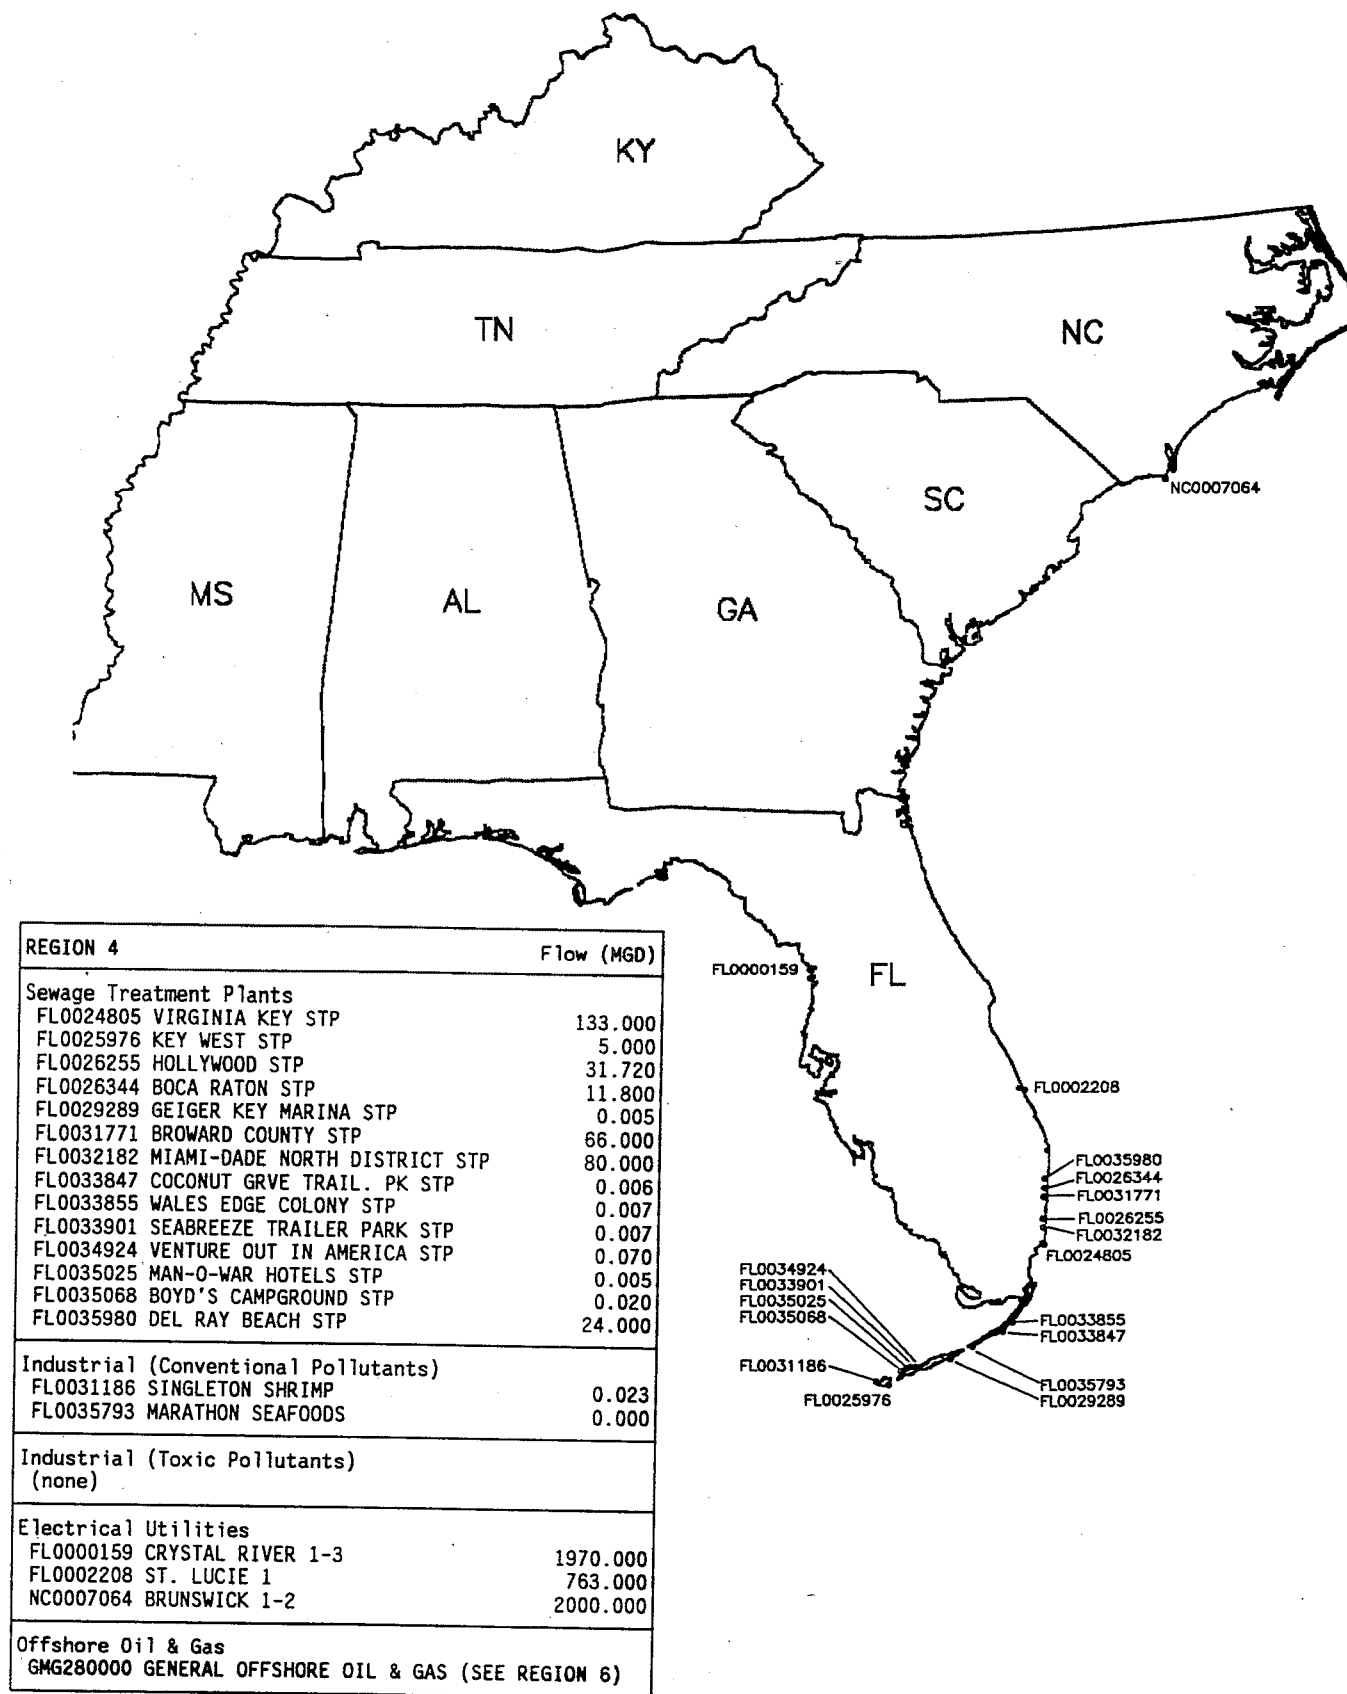 KY
TN
NC
NC0007064
SC
MS
AL
GA
FL0000159
FL
FL0002208
FL0035980
FL0026344
FL0031771
FL0026255
FL0032182
FL0024805
FL0034924
FL0033901
FL0035025
FL0035068
FL0033855
FL0033847
FL0031186
FL0025976
FL0035793
FL0029289
REGION 4 Flow (MGD)
Sewage Treatment Plants
FL0024805 VIRGINIA KEY STP 133.000
FL0025976 KEY WEST STP 5.000
FL0026255 HOLLYWOOD STP 31.720
FL0026344 BOCA RATON STP 11.800
FL0029289 GEIGER KEY MARINA STP 0.005
FL0031771 BROWARD COUNTY STP 66.000
FL0032182 MIAMI-DADE NORTH DISTRICT STP 80.000
FL0033847 COCONUT GRVE TRAIL. PK STP 0.006
FL0033855 WALES EDGE COLONY STP 0.007
FL0033901 SEABREEZE TRAILER PARK STP 0.007
FL0034924 VENTURE OUT IN AMERICA STP 0.070
FL0035025 MAN-O-WAR HOTELS STP 0.005
FL0035068 BOYD'S CAMPGROUND STP 0.020
FL0035980 DEL RAY BEACH STP 24.000
Industrial (Conventional Pollutants)
FL0031186 SINGLETON SHRIMP 0.023
FL0035793 MARATHON SEAFOODS 0.000
Industrial (Toxic Pollutants)
(none)
Electrical Utilities
FL0000159 CRYSTAL RIVER 1-3 1970.000
FL0002208 ST. LUCIE 1 763.000
NC0007064 BRUNSWICK 1-2 2000.000
Offshore Oil & Gas
GMG280000 GENERAL OFFSHORE OIL & GAS (SEE REGION 6)